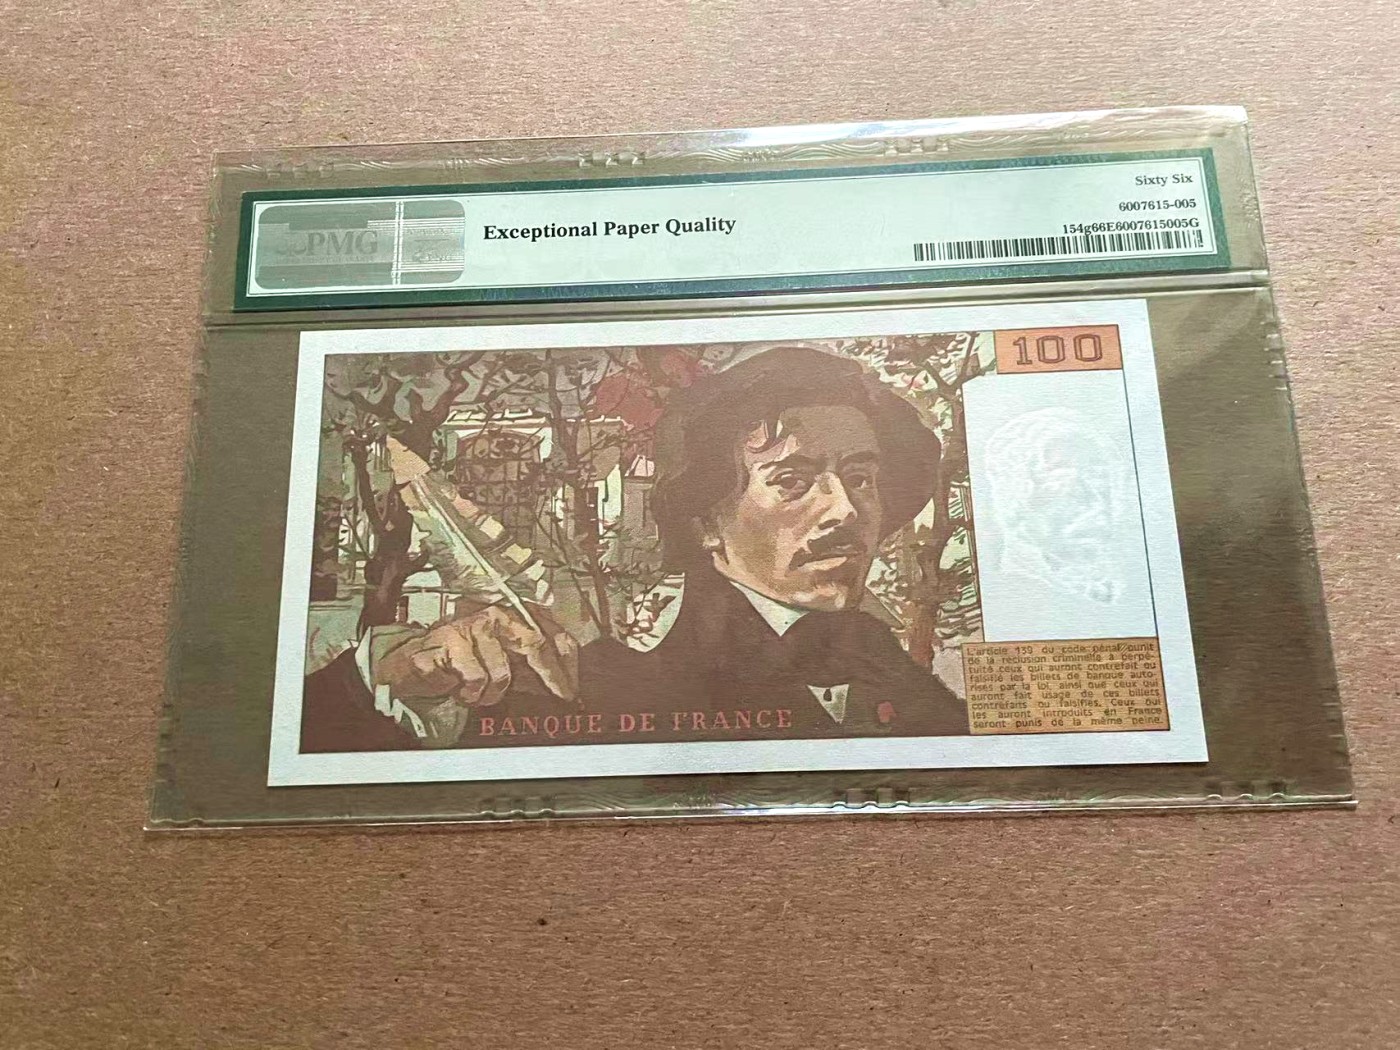 Sixty Six
6007615-005
154g66E6007615005G
PMG
Exceptional Paper Quality
100
BANQUE DE FRANCE
L'article 139 du code pénal punit
de la réclusion criminelle à perpé-
tuité ceux qui auront contrefait ou
falsifié les billets de banque auto-
risés par la loi, ainsi que ceux qui
auront fait usage de ces billets
contrefaits ou falsifiés. Ceux qui
les auront introduits en France
seront punis de la même peine.